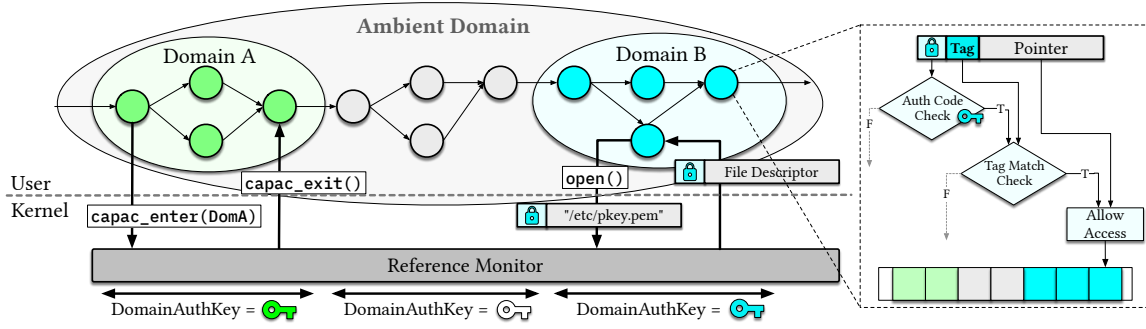 Ambient Domain
Domain A
Domain B
Tag
Pointer
Auth Code
Check
T
F
Tag Match
Check
T
F
Allow
Access
User
Kernel
capac_enter(DomA)
capac_exit()
open()
File Descriptor
"/etc/pkey.pem"
Reference Monitor
DomainAuthKey =
DomainAuthKey =
DomainAuthKey =